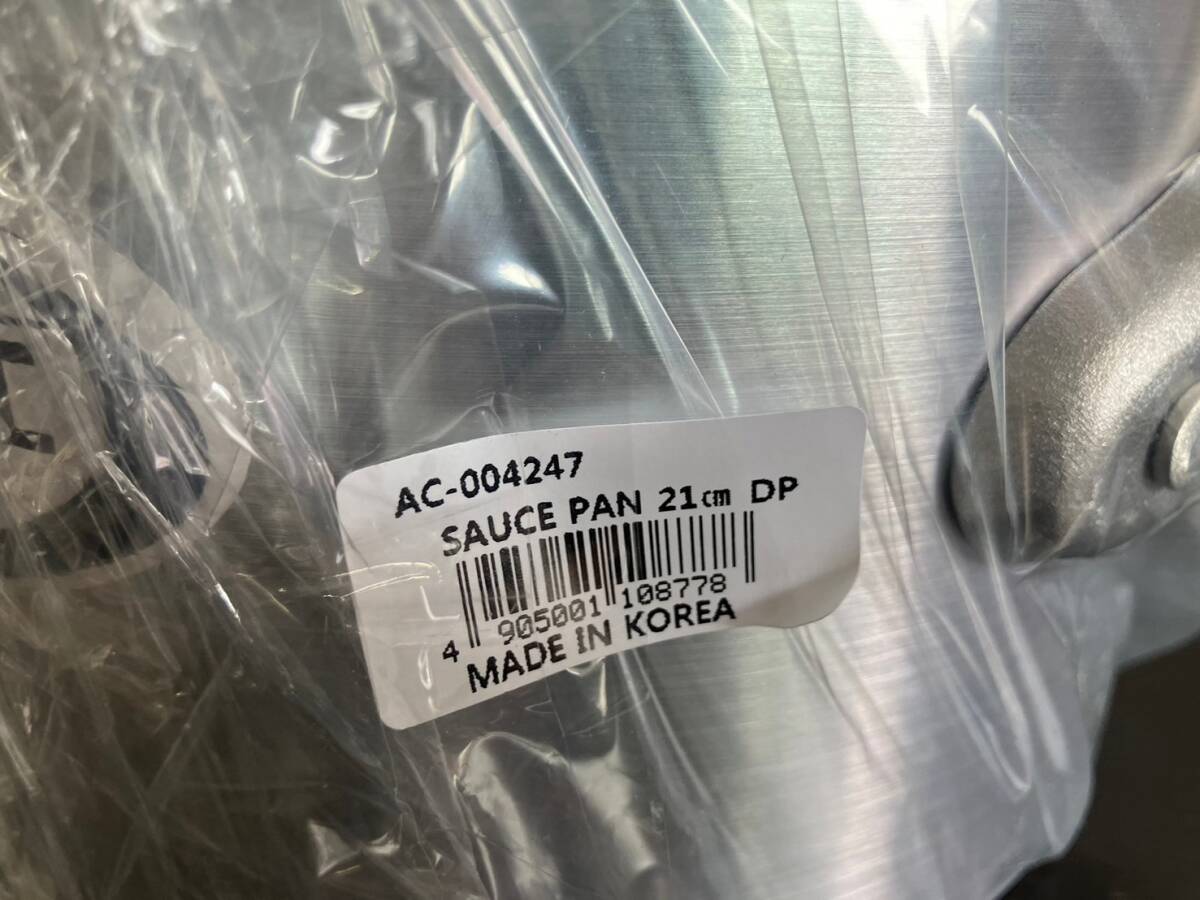 AC-004247
SAUCE PAN 21㎝ DP
4 905001 108778
MADE IN KOREA